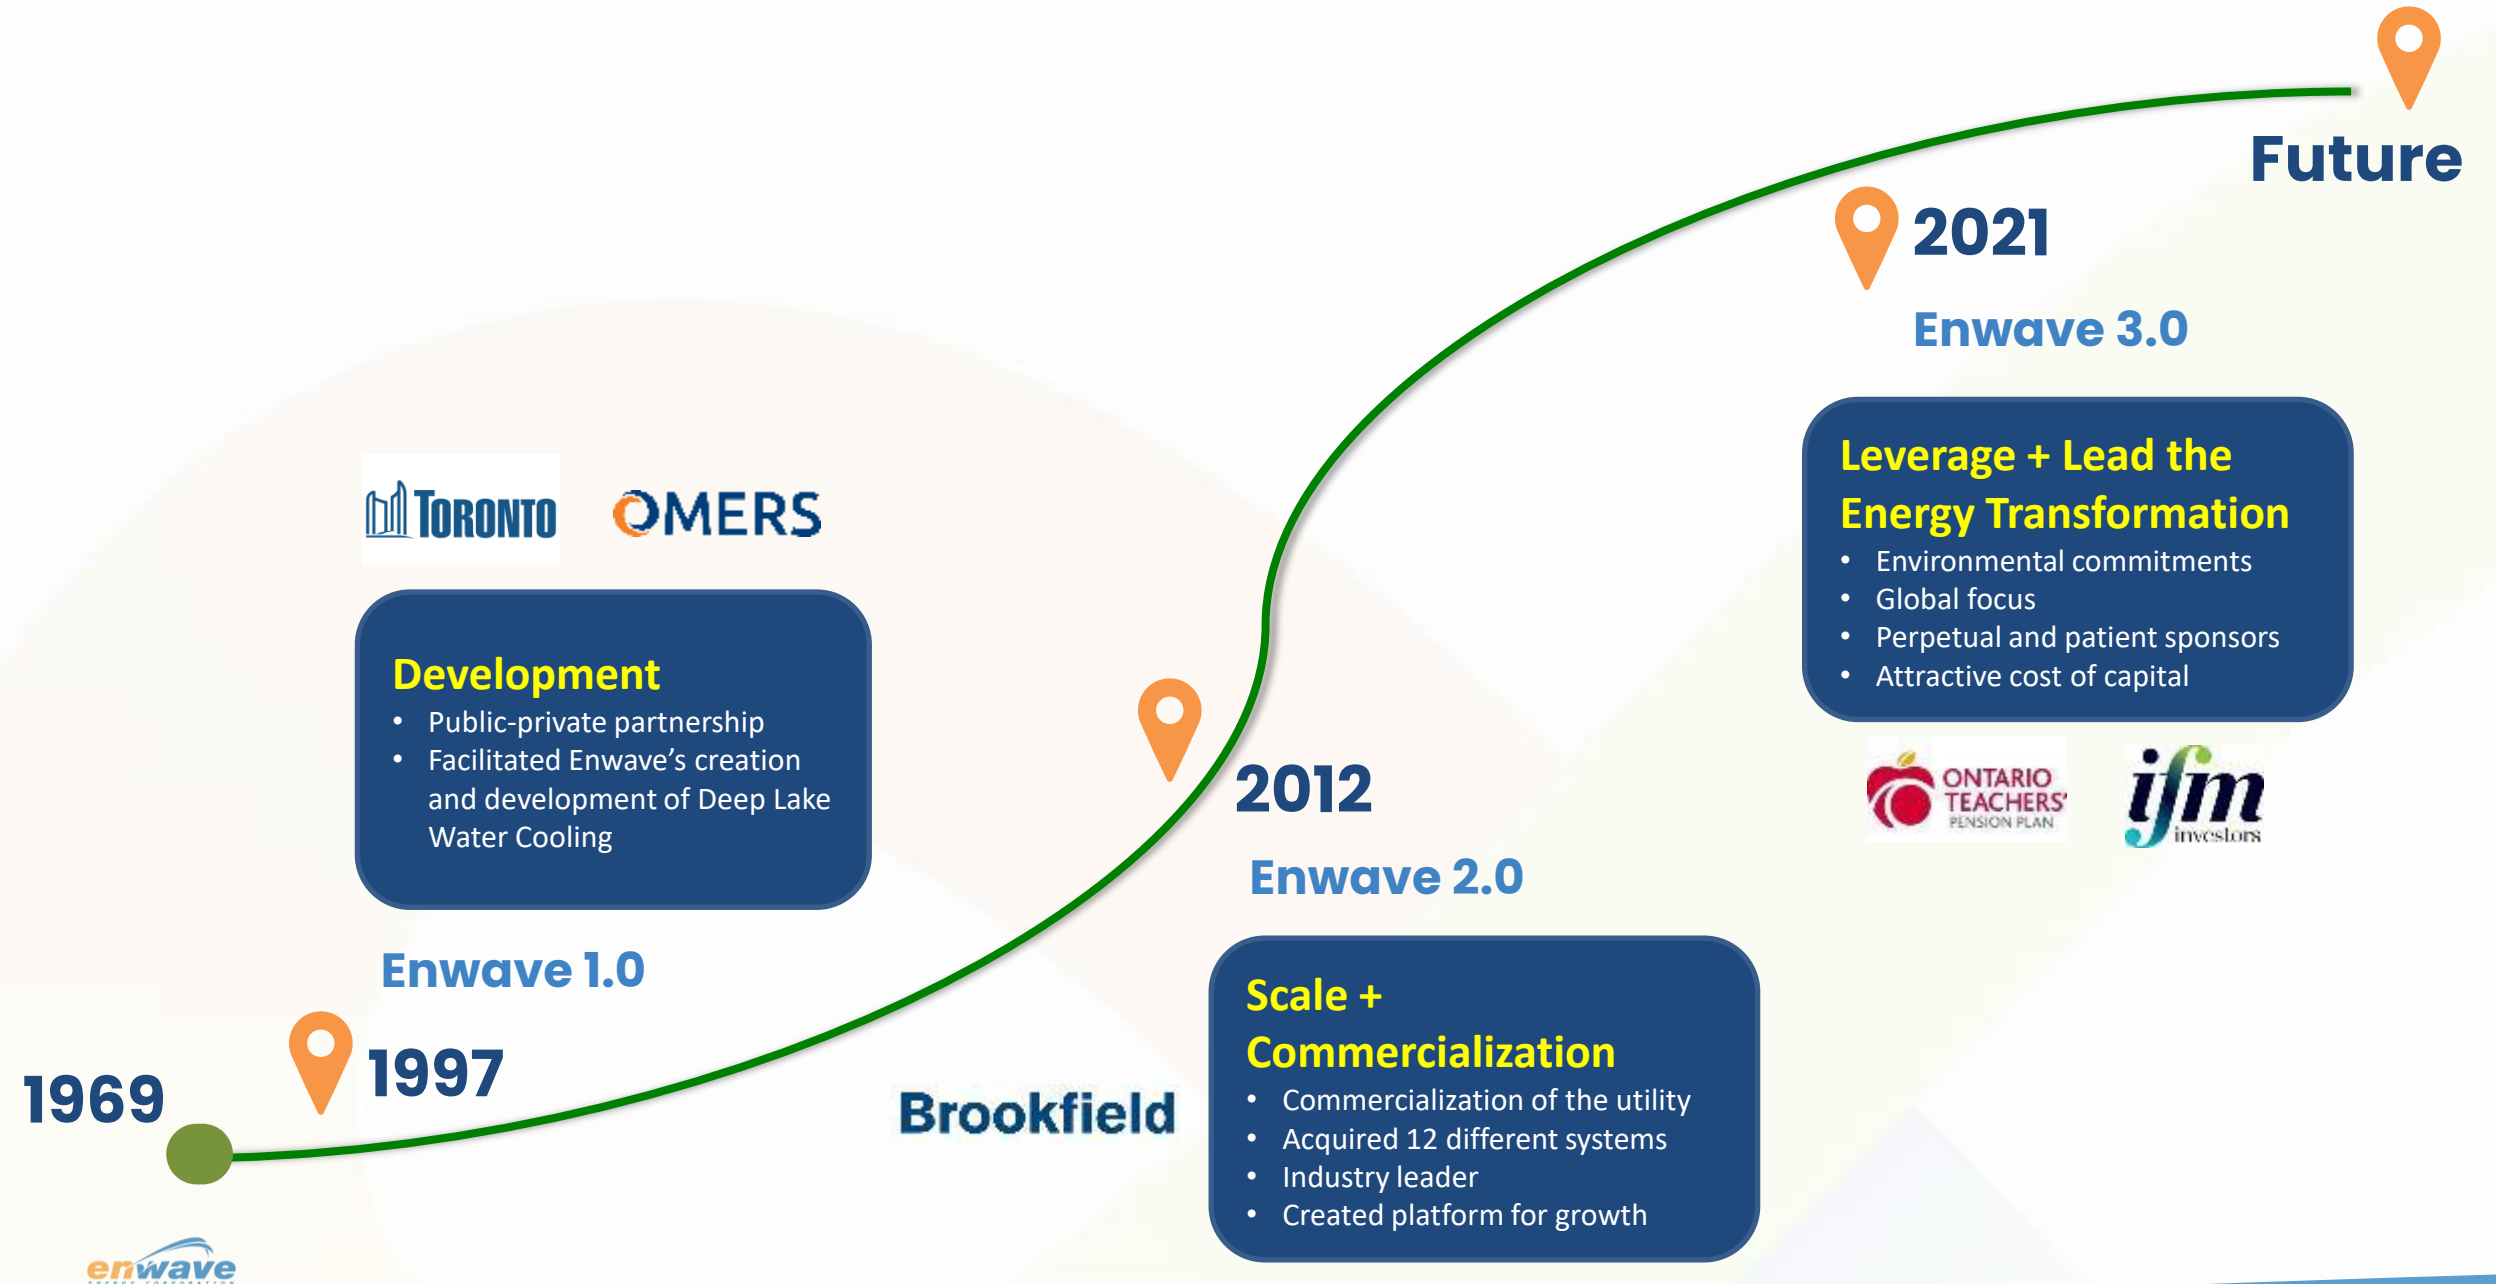 1969
1997
Enwave 1.0
TORONTO
OMERS
Development
• Public-private partnership
• Facilitated Enwave’s creation
and development of Deep Lake
Water Cooling
2012
Enwave 2.0
Brookfield
Scale +
Commercialization
• Commercialization of the utility
• Acquired 12 different systems
• Industry leader
• Created platform for growth
2021
Enwave 3.0
Leverage + Lead the
Energy Transformation
• Environmental commitments
• Global focus
• Perpetual and patient sponsors
• Attractive cost of capital
ONTARIO
TEACHERS’
PENSION PLAN
ifm
investors
Future
enwave